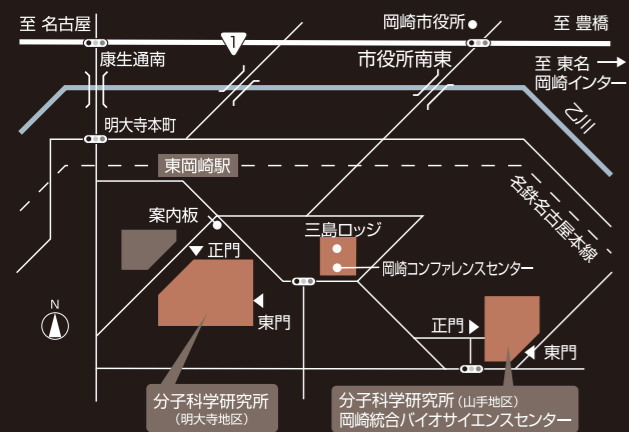 至 名古屋
岡崎市役所
至 豊橋
1
康生通南
市役所南東
至 東名
岡崎インター
乙川
明大寺本町
東岡崎駅
名鉄名古屋本線
案内板
三島ロッジ
正門
岡崎コンファレンスセンター
東門
N
正門
東門
分子科学研究所
(明大寺地区)
分子科学研究所 (山手地区)
岡崎統合バイオサイエンスセンター